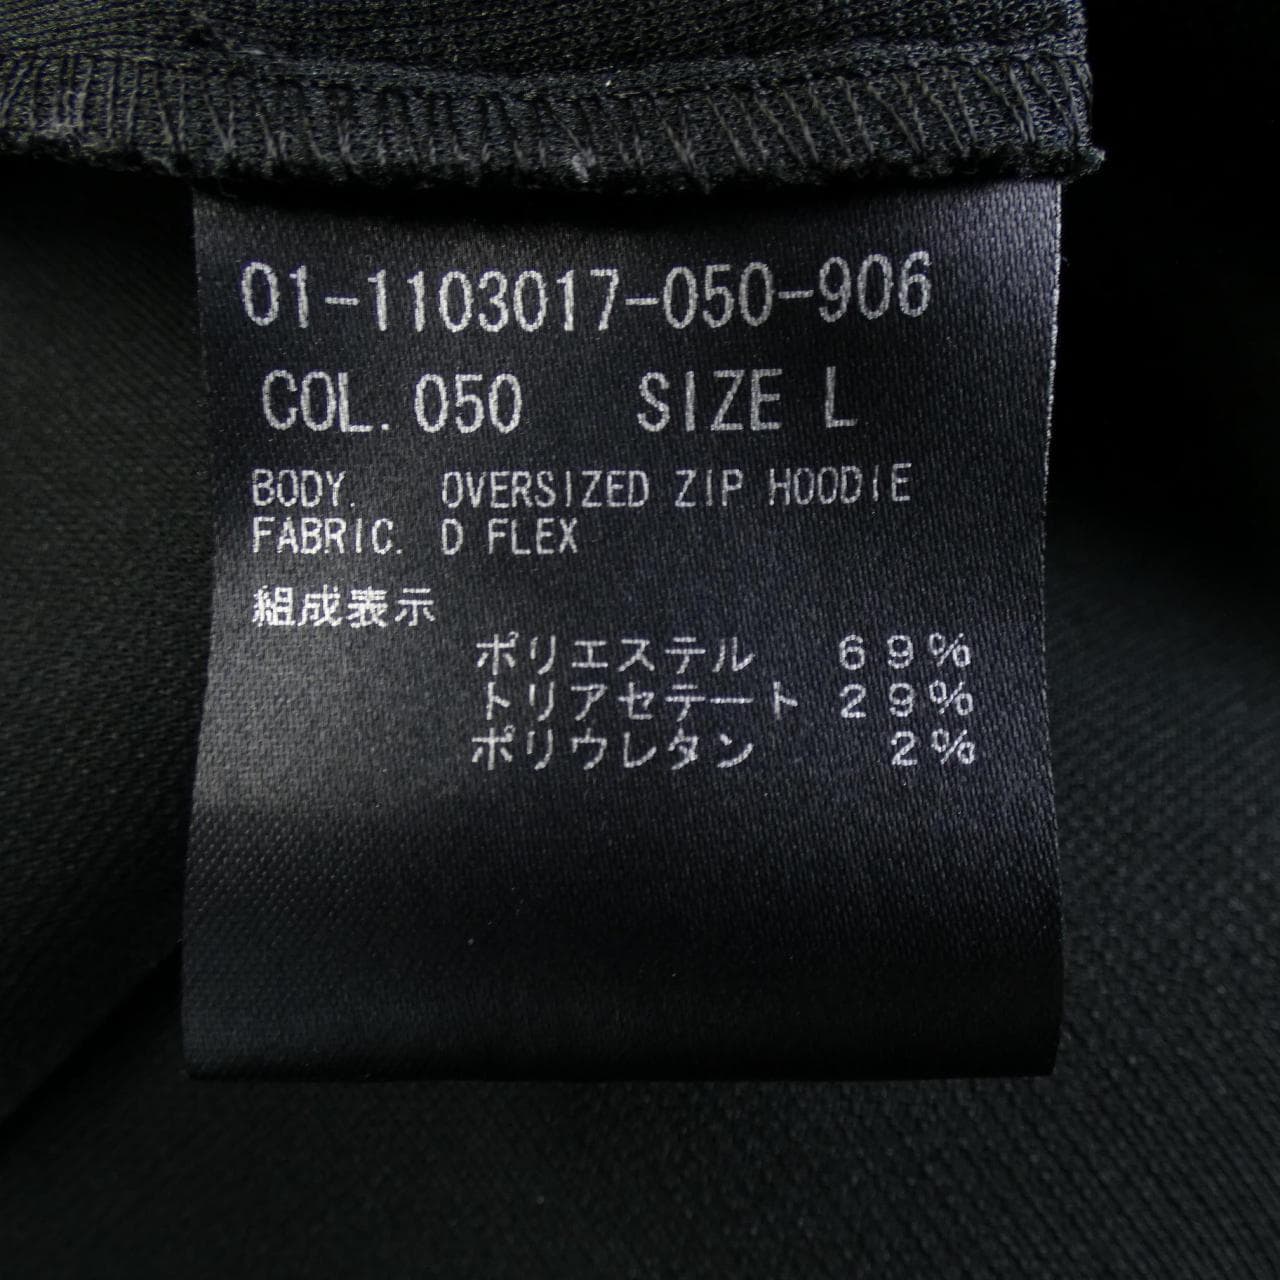 01-1103017-050-906
COL. 050 SIZE L
BODY. OVERSIZED ZIP HOODIE
FABRIC. D FLEX
組成表示
ポリエステル 69%
トリアセテート 29%
ポリウレタン 2%